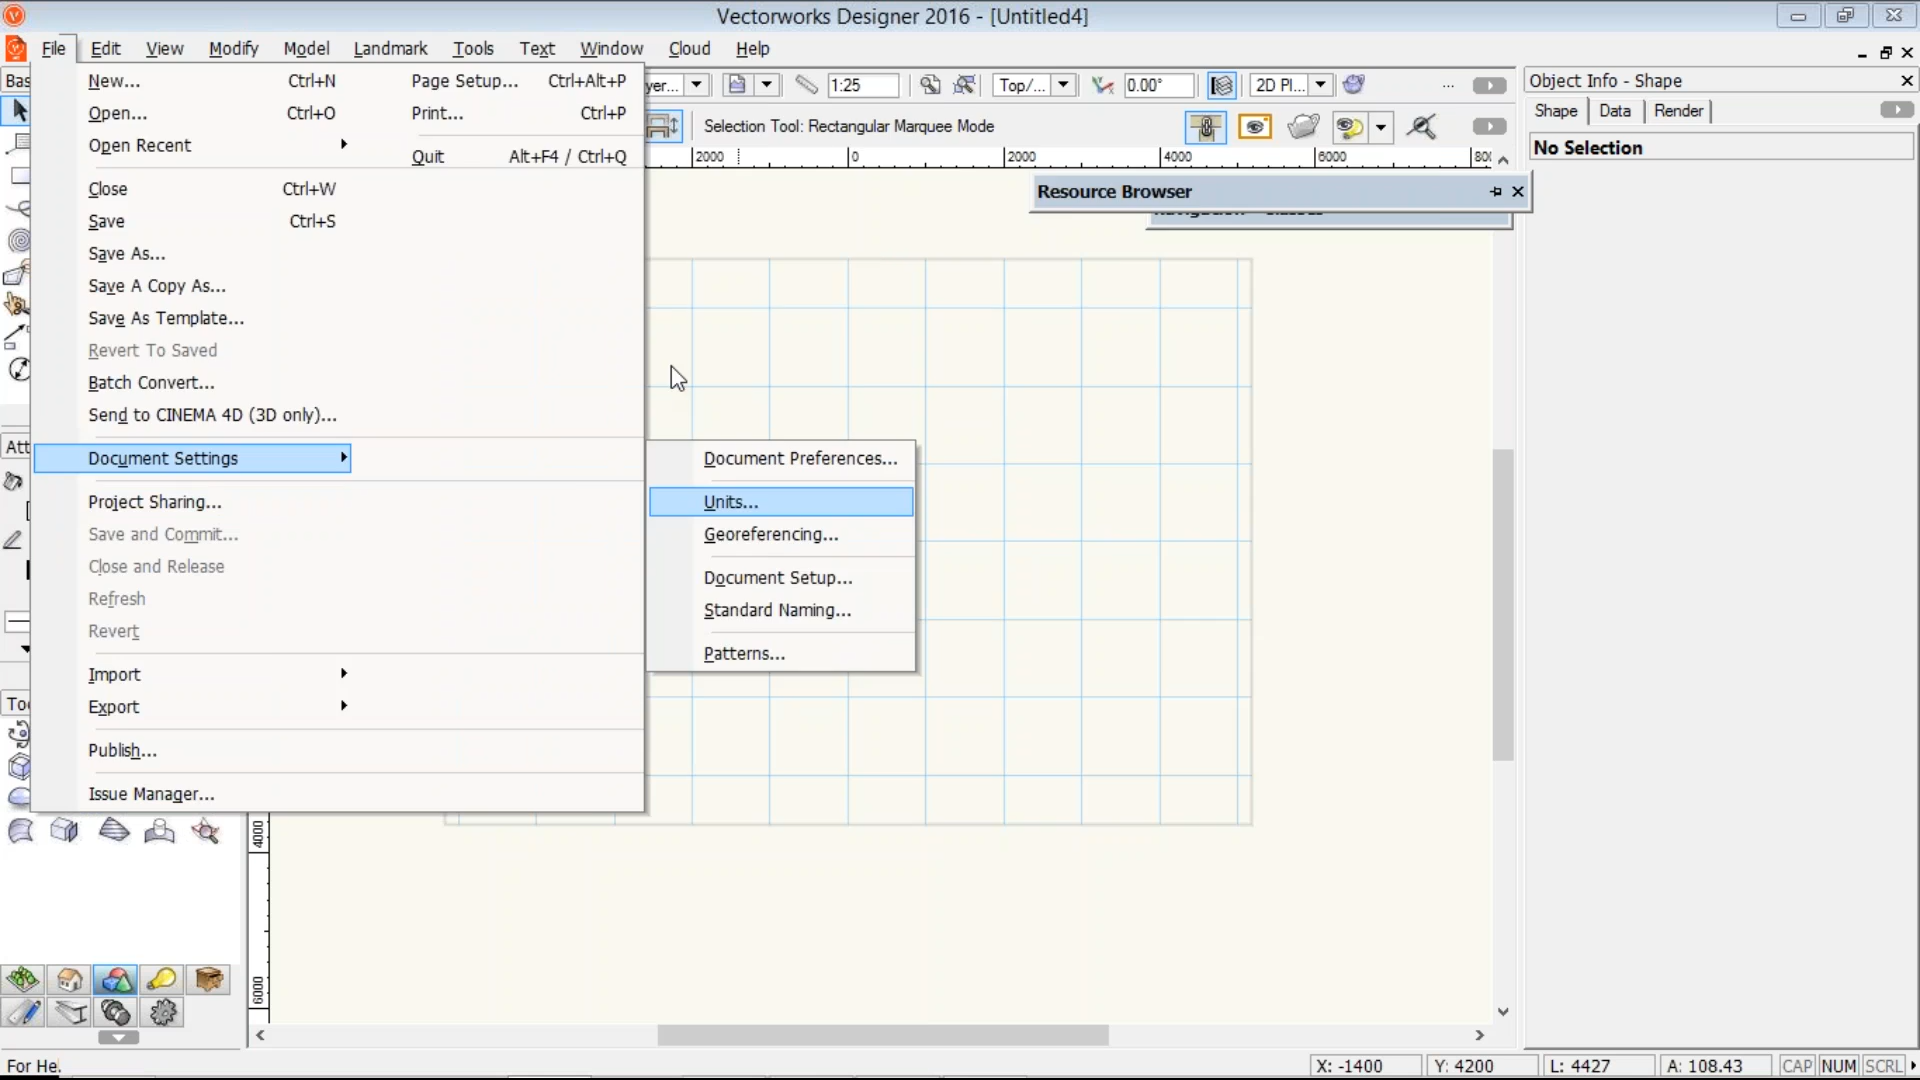 Vectorworks Designer 2016 - [Untitled4]
File Edit View Modify Model Landmark Tools Text Window Cloud Help
Bas
New... Ctrl+N
Open... Ctrl+O
Open Recent
Close Ctrl+W
Save Ctrl+S
Save As...
Save A Copy As...
Save As Template...
Revert To Saved
Batch Convert...
Send to CINEMA 4D (3D only)...
Document Settings
Project Sharing...
Save and Commit...
Close and Release
Refresh
Revert
Import
Export
Publish...
Issue Manager...
Page Setup... Ctrl+Alt+P
Print... Ctrl+P
Quit Alt+F4 / Ctrl+Q
Document Preferences...
Units...
Georeferencing...
Document Setup...
Standard Naming...
Patterns...
Att
Too
yer... 1:25 Top/... 0.00° 2D Pl... ...
Selection Tool: Rectangular Marquee Mode
2000 0 2000 4000 6000 800
Resource Browser
4000
6000
Object Info - Shape
Shape Data Render
No Selection
For He
X: -1400 Y: 4200 L: 4427 A: 108.43 CAP NUM SCRL